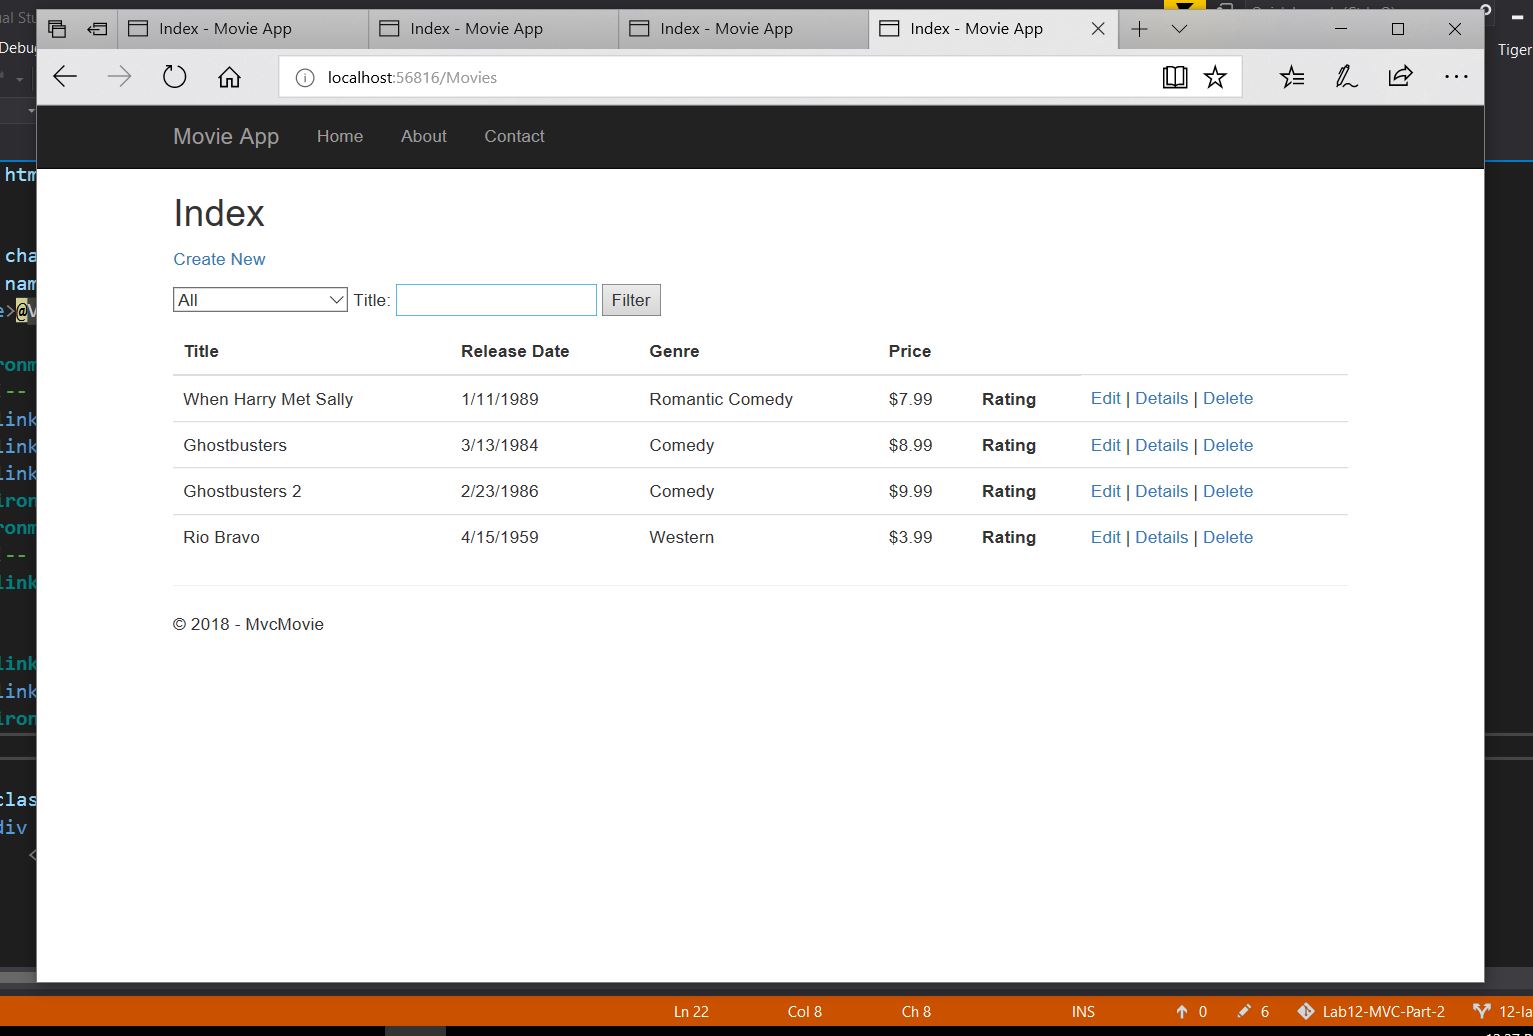 Index - Movie App Index - Movie App Index - Movie App Index - Movie App
Debu
Tiger
localhost:56816/Movies
Movie App Home About Contact
htm
Index
cha
Create New
nam
e>@V
All Title: Filter
Title Release Date Genre Price
ronm
When Harry Met Sally 1/11/1989 Romantic Comedy $7.99 Rating Edit | Details | Delete
--
link
Ghostbusters 3/13/1984 Comedy $8.99 Rating Edit | Details | Delete
link
link
Ghostbusters 2 2/23/1986 Comedy $9.99 Rating Edit | Details | Delete
iron
ronm
Rio Bravo 4/15/1959 Western $3.99 Rating Edit | Details | Delete
--
link
© 2018 - MvcMovie
link
link
iron
clas
div
<
Ln 22 Col 8 Ch 8 INS 0 6 Lab12-MVC-Part-2 12-la